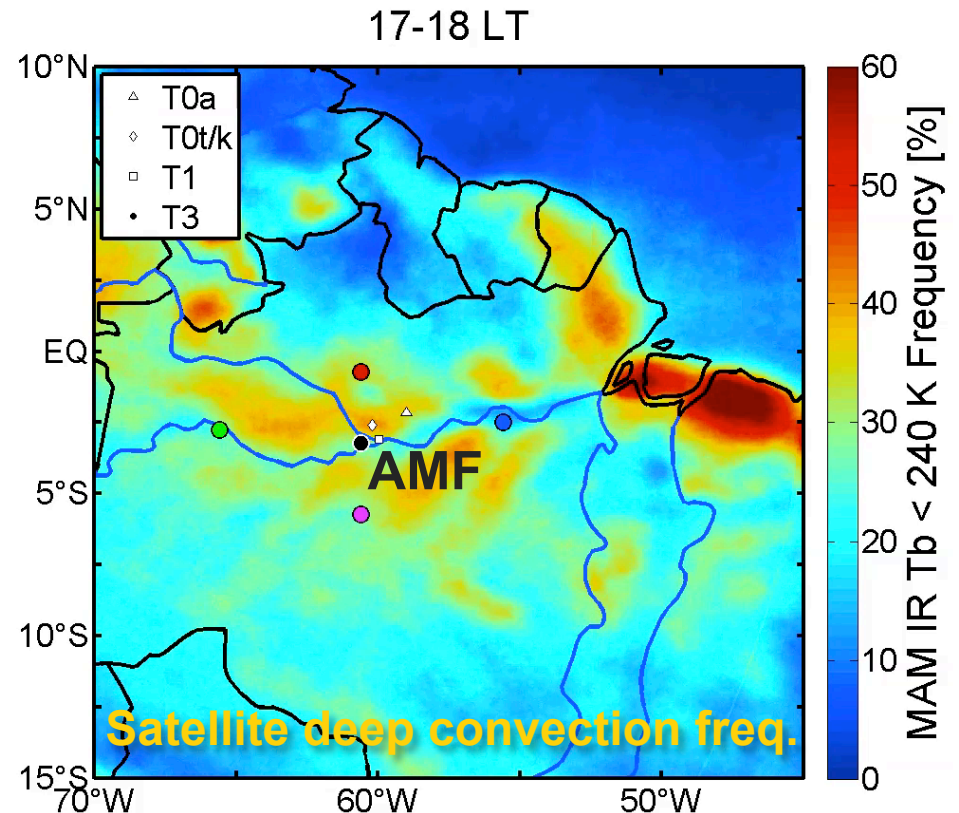 17-18 LT
10°N
5°N
EQ
5°S
10°S
15°S
70°W
60°W
50°W
T0a
T0t/k
T1
T3
AMF
Satellite deep convection freq.
60
50
40
30
20
10
0
MAM IR Tb < 240 K Frequency [%]